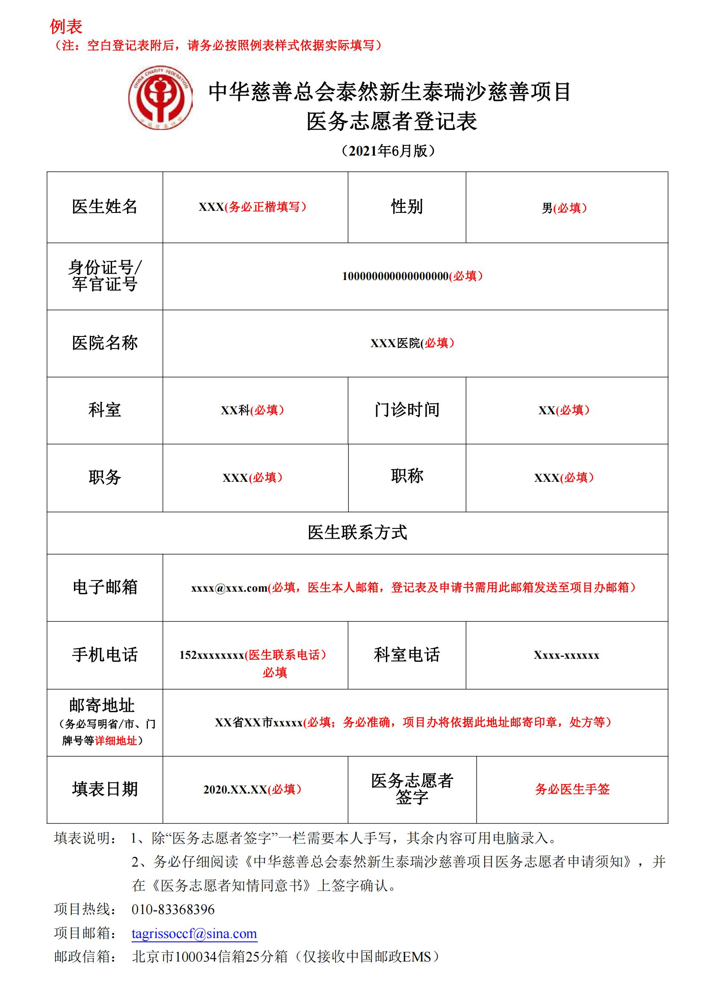 例表
（注：空白登记表附后，请务必按照例表样式依据实际填写）
CHINA CHARITY FEDERATION
中华慈善总会
中华慈善总会泰然新生泰瑞沙慈善项目
医务志愿者登记表
（2021年6月版）
医生姓名 XXX(务必正楷填写） 性别 男(必填）
身份证号/
军官证号
100000000000000000(必填）
医院名称 XXX医院(必填）
科室 XX科(必填） 门诊时间 XX(必填）
职务 XXX(必填） 职称 XXX(必填）
医生联系方式
电子邮箱 xxxx@xxx.com(必填，医生本人邮箱，登记表及申请书需用此邮箱发送至项目办邮箱）
手机电话 152xxxxxxxx(医生联系电话）
必填
科室电话 Xxxx-xxxxxx
邮寄地址
（务必写明省/市、门
牌号等详细地址）
XX省XX市xxxxx(必填；务必准确，项目办将依据此地址邮寄印章，处方等）
填表日期 2020.XX.XX(必填）
医务志愿者
签字
务必医生手签
填表说明： 1、除“医务志愿者签字”一栏需要本人手写，其余内容可用电脑录入。
2、务必仔细阅读《中华慈善总会泰然新生泰瑞沙慈善项目医务志愿者申请须知》，并
在《医务志愿者知情同意书》上签字确认。
项目热线： 010-83368396
项目邮箱： tagrissoccf@sina.com
邮政信箱： 北京市100034信箱25分箱（仅接收中国邮政EMS）